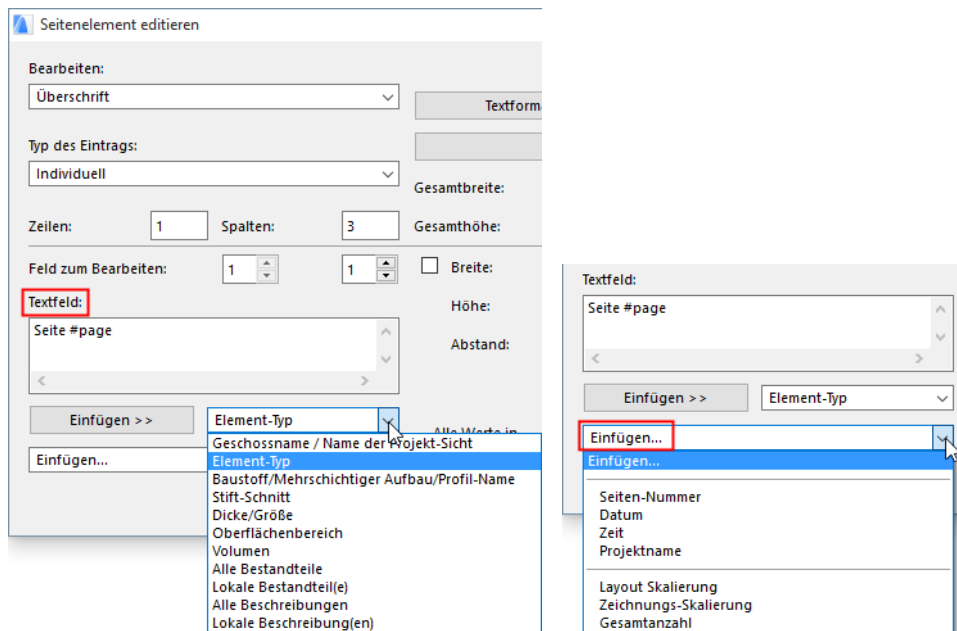 Seitenelement editieren
Bearbeiten:
Überschrift
Textform
Typ des Eintrags:
Individuell
Gesamtbreite:
Zeilen: 1 Spalten: 3 Gesamthöhe:
Feld zum Bearbeiten: 1 1 Breite:
Textfeld:
Höhe:
Seite #page
Abstand:
Einfügen >> Element-Typ
Alle Werte in
Einfügen...
Geschossname / Name der Projekt-Sicht
Element-Typ
Baustoff/Mehrschichtiger Aufbau/Profil-Name
Stift-Schnitt
Dicke/Größe
Oberflächenbereich
Volumen
Alle Bestandteile
Lokale Bestandteil(e)
Alle Beschreibungen
Lokale Beschreibung(en)
Textfeld:
Seite #page
Einfügen >> Element-Typ
Einfügen...
Einfügen...
Seiten-Nummer
Datum
Zeit
Projektname
Layout Skalierung
Zeichnungs-Skalierung
Gesamtanzahl